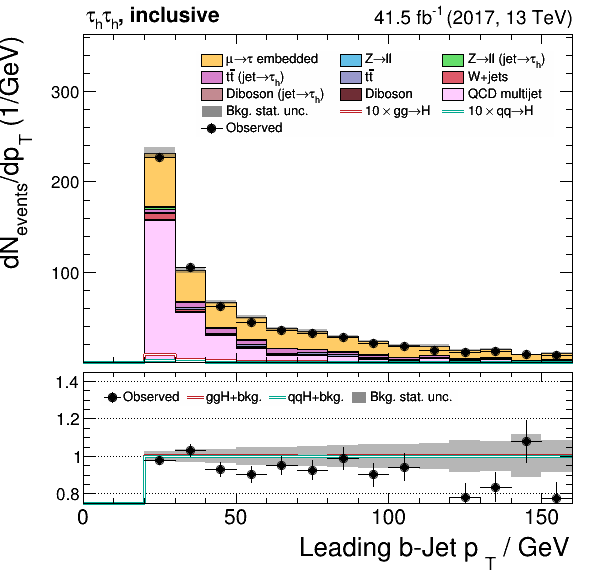 τhτh, inclusive 41.5 fb-1 (2017, 13 TeV)
dNevents/dpT (1/GeV)
300
200
100
μ→τ embedded Z→ll Z→ll (jet→τh)
tt̄ (jet→τh) tt̄ W+jets
Diboson (jet→τh) Diboson QCD multijet
Bkg. stat. unc. 10 × gg→H 10 × qq→H
Observed
1.4
1.2
1
0.8
Observed ggH+bkg. qqH+bkg. Bkg. stat. unc.
0 50 100 150
Leading b-Jet p T / GeV